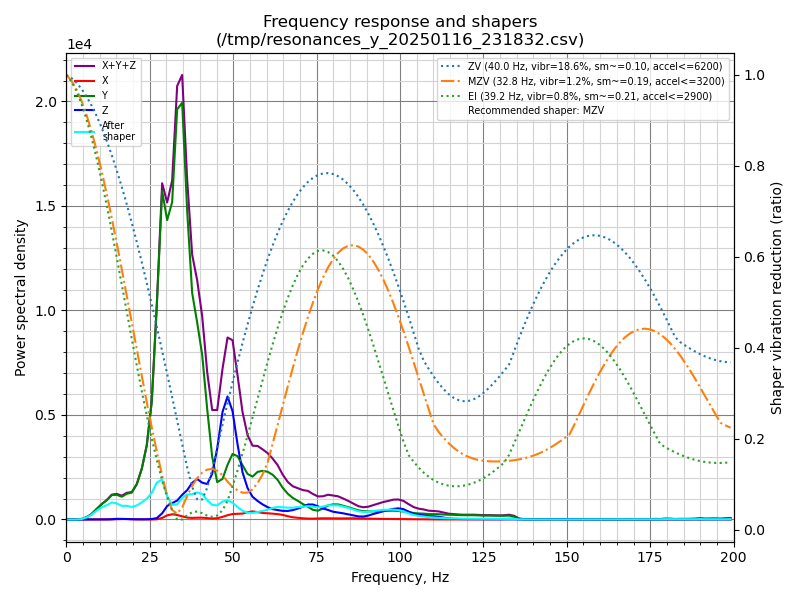 Frequency response and shapers
(/tmp/resonances_y_20250116_231832.csv)
1e4
X+Y+Z
X
Y
Z
After
shaper
ZV (40.0 Hz, vibr=18.6%, sm~=0.10, accel<=6200)
MZV (32.8 Hz, vibr=1.2%, sm~=0.19, accel<=3200)
EI (39.2 Hz, vibr=0.8%, sm~=0.21, accel<=2900)
Recommended shaper: MZV
Power spectral density
2.0
1.5
1.0
0.5
0.0
1.0
0.8
0.6
0.4
0.2
0.0
Shaper vibration reduction (ratio)
0 25 50 75 100 125 150 175 200
Frequency, Hz